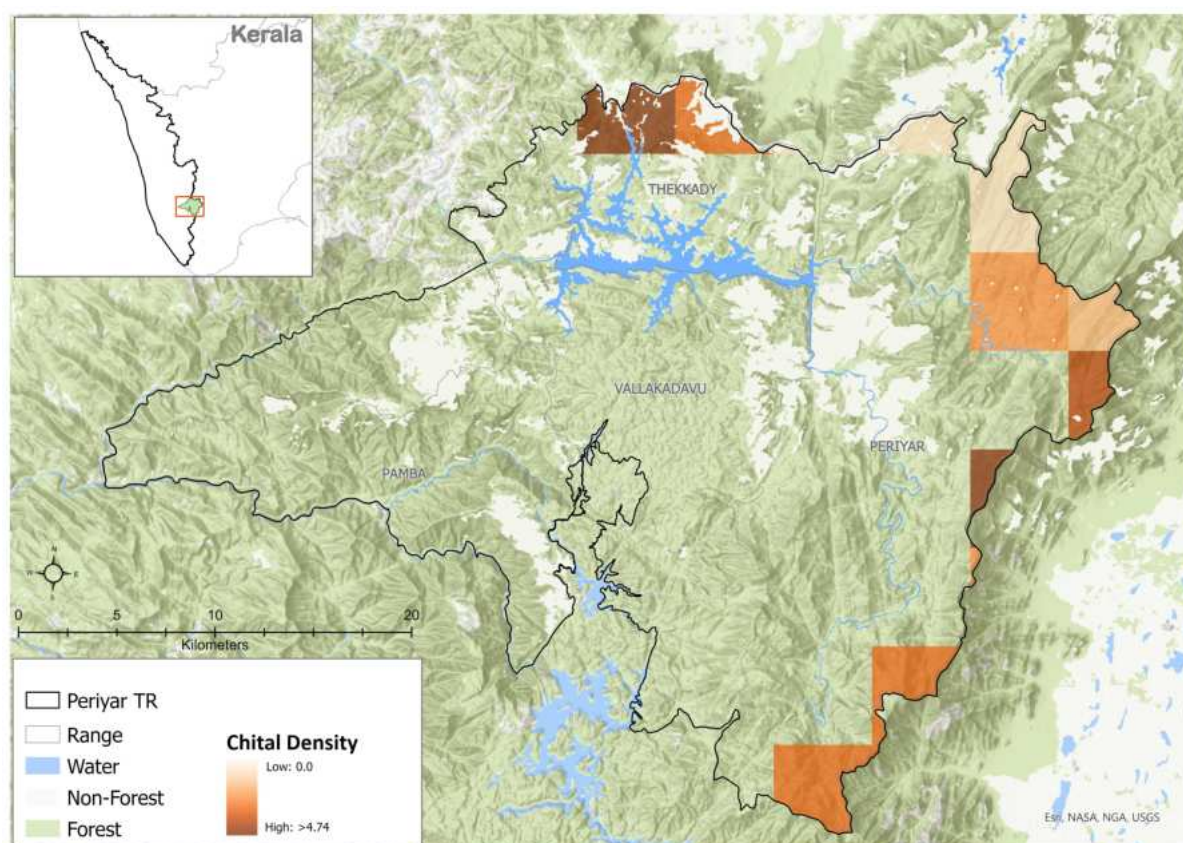 Kerala
THEKKADY
VALLAKADAVU
PERIYAR
PAMBA
N
W E
S
0 5 10 20
Kilometers
Periyar TR
Range
Water
Non-Forest
Forest
Chital Density
Low: 0.0
High: >4.74
Esri, NASA, NGA, USGS